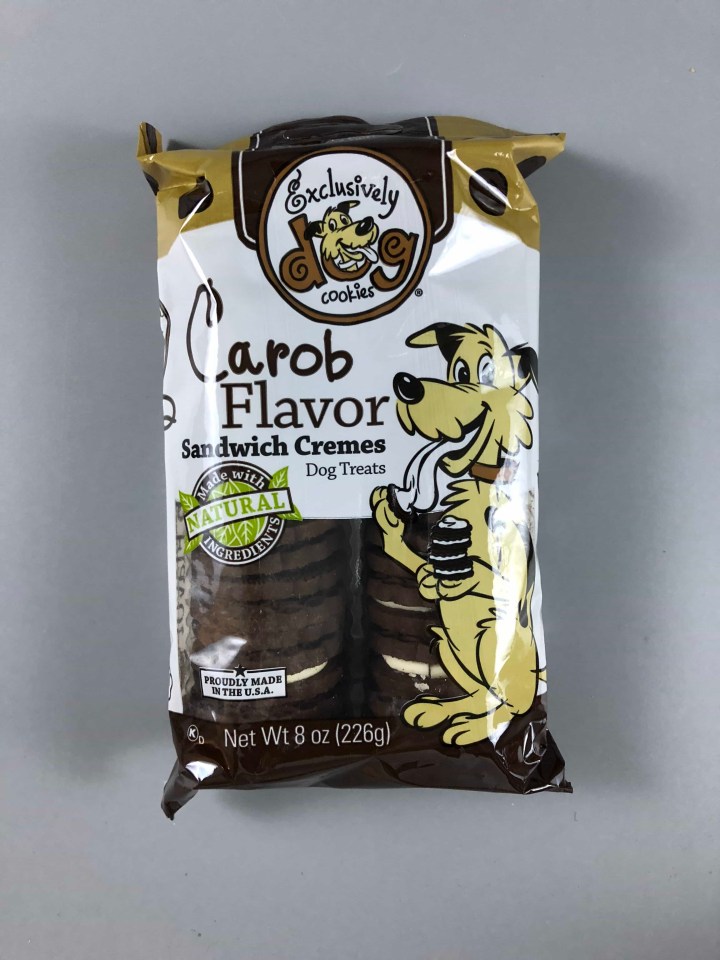 Exclusively
dog
cookies®
Carob
Flavor
Sandwich Cremes
Dog Treats
Made with
NATURAL
INGREDIENTS
PROUDLY MADE
IN THE U.S.A.
K D
Net Wt 8 oz (226g)